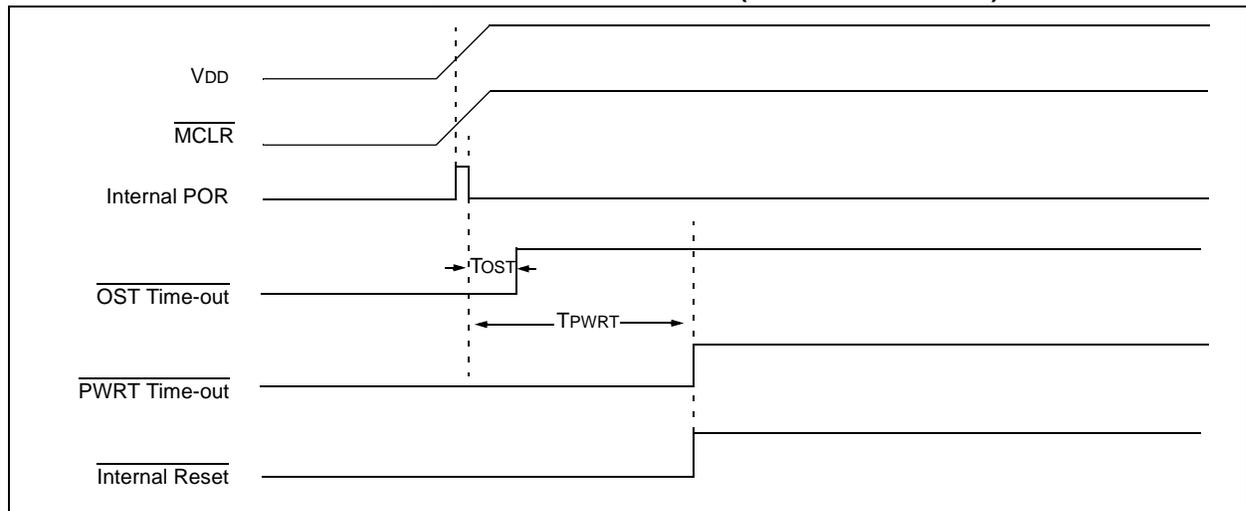 VDD
MCLR
Internal POR
TOST
OST Time-out
TPWRT
PWRT Time-out
Internal Reset